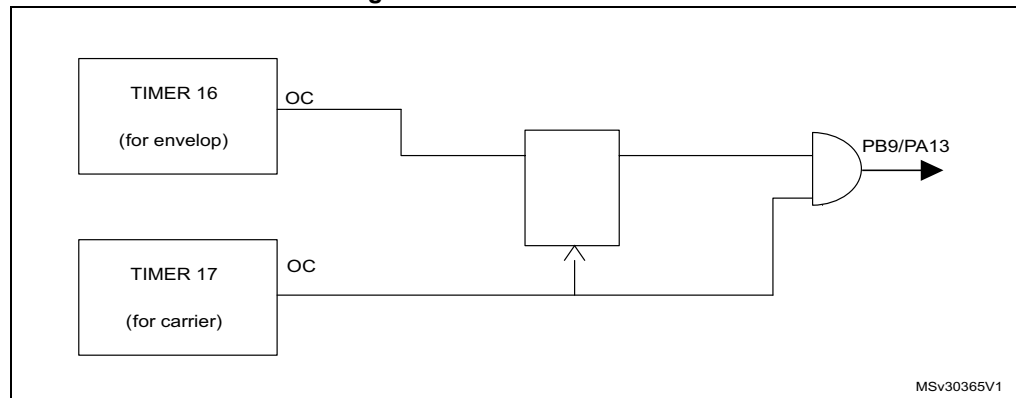 TIMER 16
(for envelop)
OC
PB9/PA13
TIMER 17
(for carrier)
OC
MSv30365V1